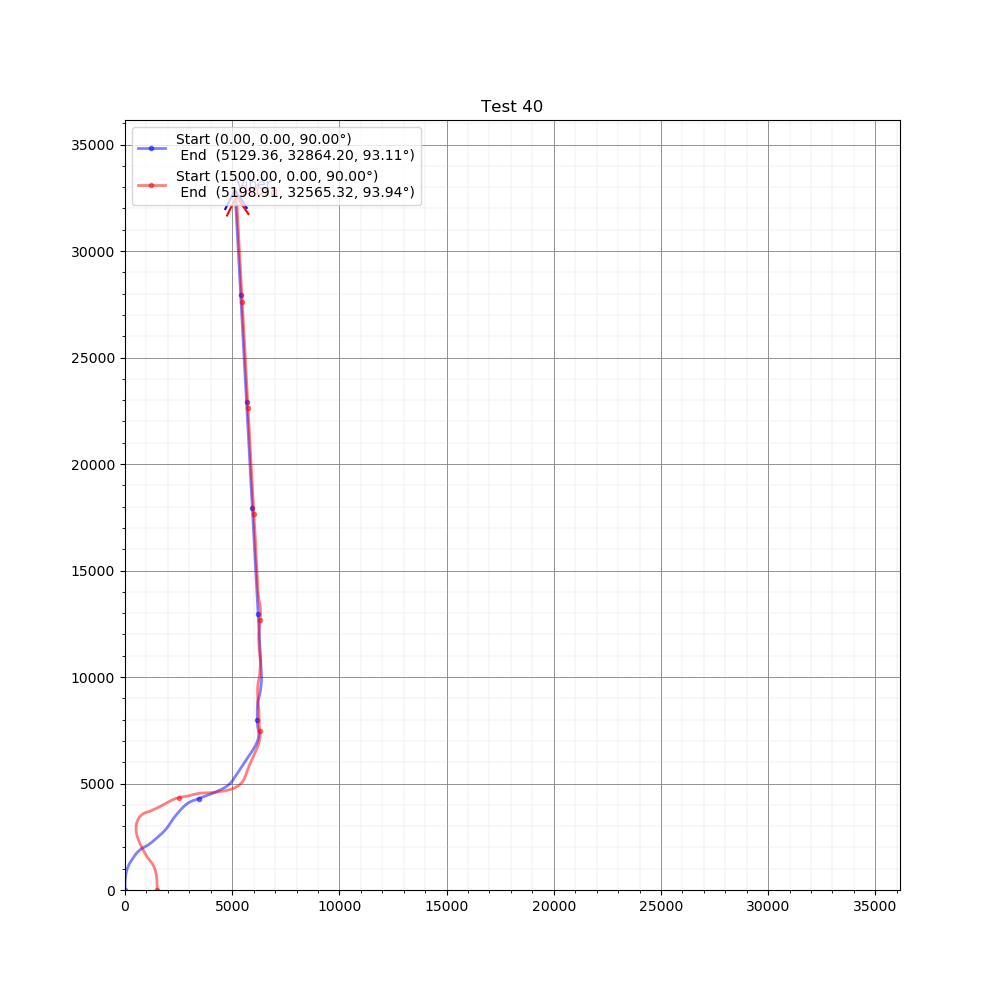 Test 40
Start (0.00, 0.00, 90.00°)
End (5129.36, 32864.20, 93.11°)
Start (1500.00, 0.00, 90.00°)
End (5198.91, 32565.32, 93.94°)
35000
30000
25000
20000
15000
10000
5000
0
0 5000 10000 15000 20000 25000 30000 35000